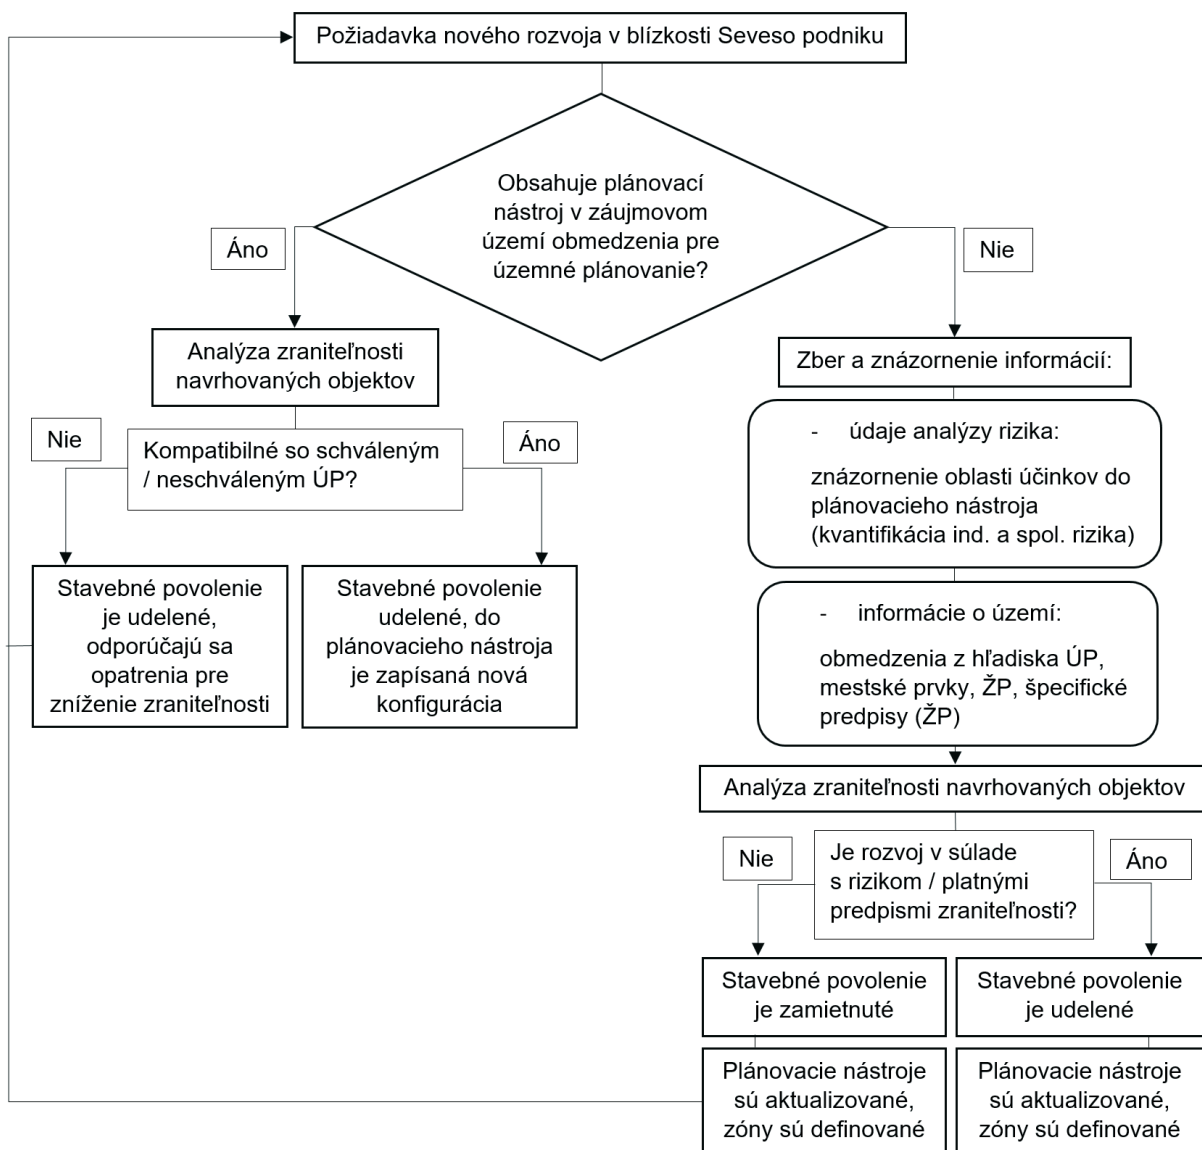 Požiadavka nového rozvoja v blízkosti Seveso podniku
Obsahuje plánovací
nástroj v záujmovom
území obmedzenia pre
územné plánovanie?
Áno
Nie
Analýza zraniteľnosti
navrhovaných objektov
Nie
Kompatibilné so schváleným
/ neschváleným ÚP?
Áno
Stavebné povolenie
je udelené,
odporúčajú sa
opatrenia pre
zníženie zraniteľnosti
Stavebné povolenie
udelené, do
plánovacieho nástroja
je zapísaná nová
konfigurácia
Zber a znázornenie informácií:
- údaje analýzy rizika:
znázornenie oblasti účinkov do
plánovacieho nástroja
(kvantifikácia ind. a spol. rizika)
- informácie o území:
obmedzenia z hľadiska ÚP,
mestské prvky, ŽP, špecifické
predpisy (ŽP)
Analýza zraniteľnosti navrhovaných objektov
Nie
Je rozvoj v súlade
s rizikom / platnými
predpismi zraniteľnosti?
Áno
Stavebné povolenie
je zamietnuté
Stavebné povolenie
je udelené
Plánovacie nástroje
sú aktualizované,
zóny sú definované
Plánovacie nástroje
sú aktualizované,
zóny sú definované